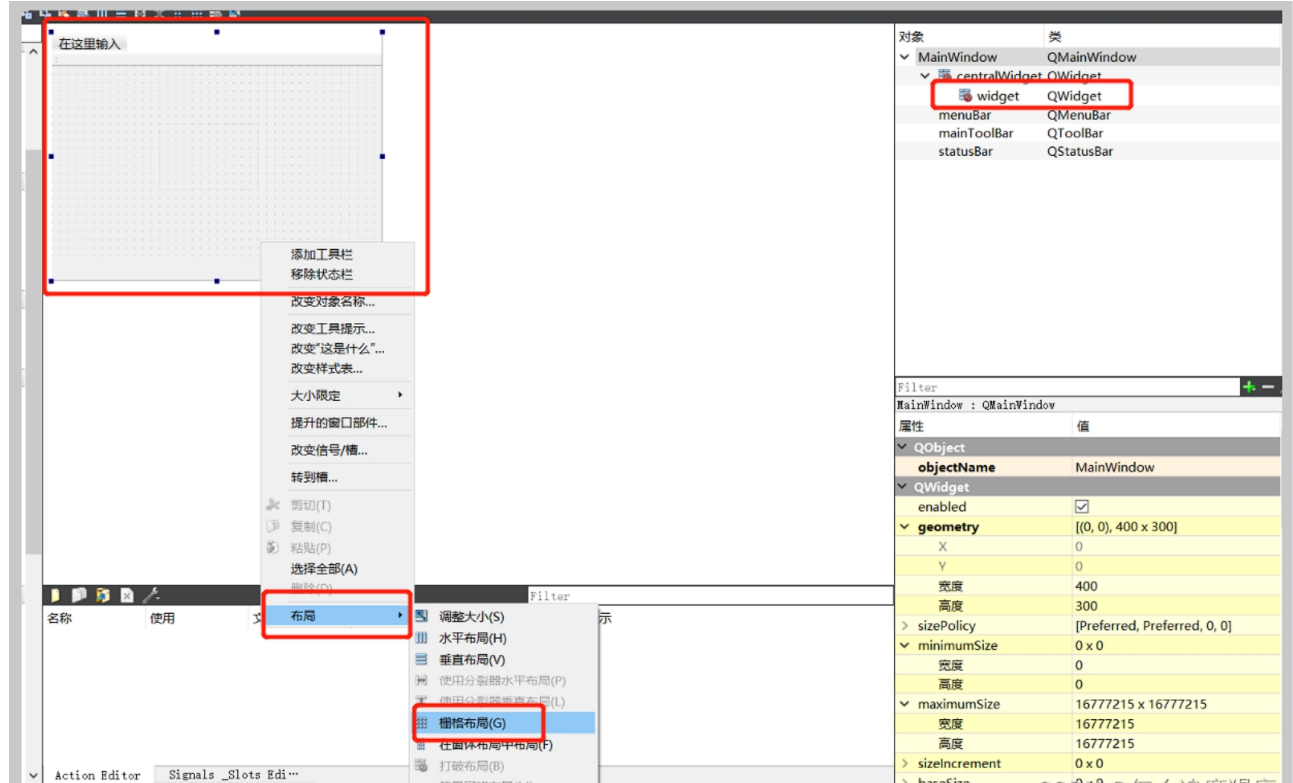 在这里输入
对象 类
MainWindow QMainWindow
centralWidget QWidget
widget QWidget
menuBar QMenuBar
mainToolBar QToolBar
statusBar QStatusBar
添加工具栏
移除状态栏
改变对象名称...
改变工具提示...
改变“这是什么”...
改变样式表...
大小限定
提升的窗口部件...
改变信号/槽...
转到槽...
剪切(T)
复制(C)
粘贴(P)
选择全部(A)
删除(D)
布局
调整大小(S)
水平布局(H)
垂直布局(V)
使用分裂器水平布局(P)
使用分裂器垂直布局(L)
栅格布局(G)
在窗体布局中布局(F)
打破布局(B)
Filter
名称 使用 文 示
Action Editor Signals _Slots Edi…
Filter
MainWindow : QMainWindow
属性 值
QObject
objectName MainWindow
QWidget
enabled
geometry [(0, 0), 400 x 300]
X 0
Y 0
宽度 400
高度 300
sizePolicy [Preferred, Preferred, 0, 0]
minimumSize 0 x 0
宽度 0
高度 0
maximumSize 16777215 x 16777215
宽度 16777215
高度 16777215
sizeIncrement 0 x 0
baseSize 0 x 0